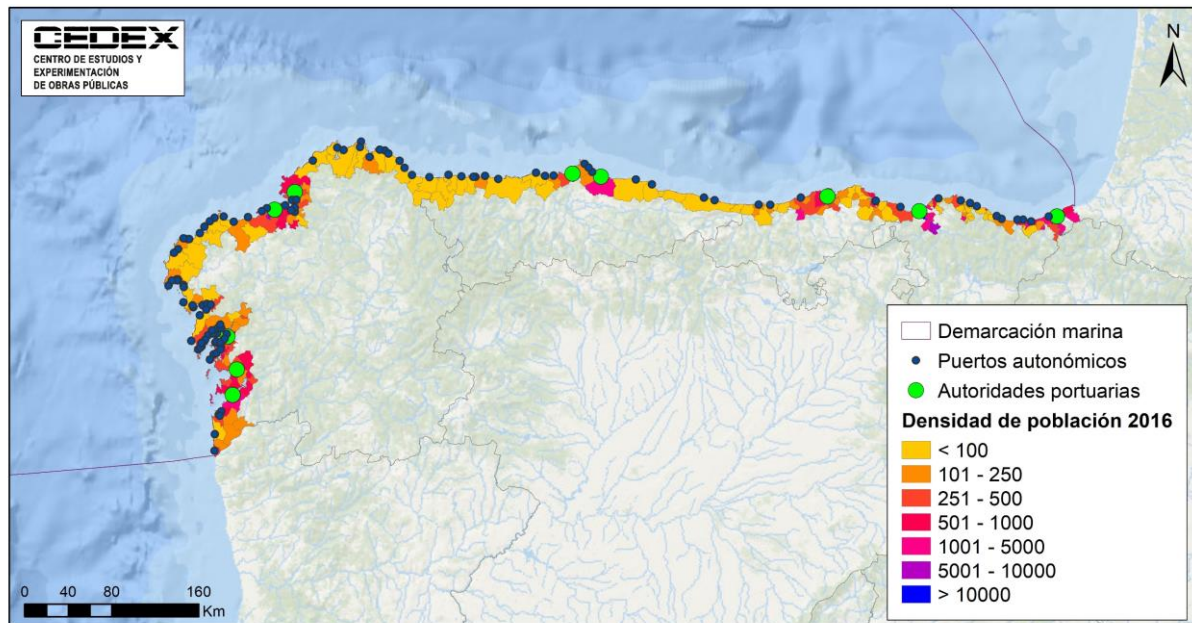 CEDEX
CENTRO DE ESTUDIOS Y
EXPERIMENTACIÓN
DE OBRAS PÚBLICAS
N
Demarcación marina
Puertos autonómicos
Autoridades portuarias
Densidad de población 2016
< 100
101 - 250
251 - 500
501 - 1000
1001 - 5000
5001 - 10000
> 10000
0 40 80 160
Km